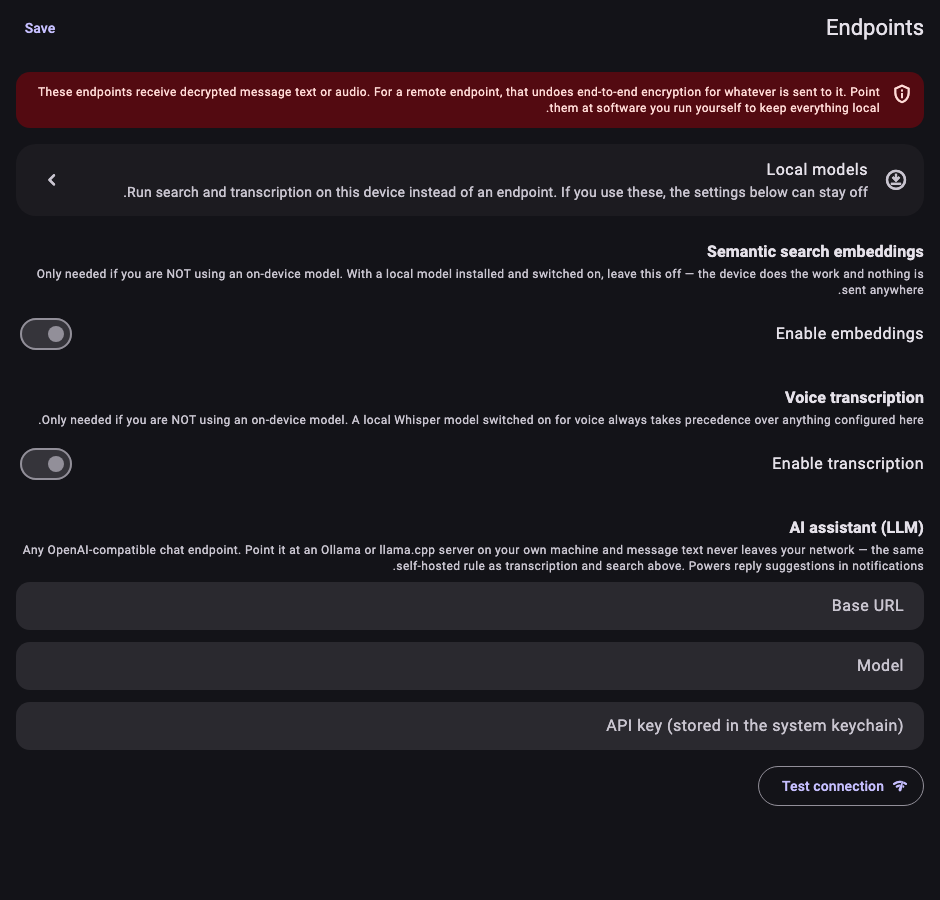 Endpoints
Save
These endpoints receive decrypted message text or audio. For a remote endpoint, that undoes end-to-end encryption for whatever is sent to it. Point
.them at software you run yourself to keep everything local
Local models
.Run search and transcription on this device instead of an endpoint. If you use these, the settings below can stay off
Semantic search embeddings
Only needed if you are NOT using an on-device model. With a local model installed and switched on, leave this off — the device does the work and nothing is
.sent anywhere
Enable embeddings
Voice transcription
.Only needed if you are NOT using an on-device model. A local Whisper model switched on for voice always takes precedence over anything configured here
Enable transcription
AI assistant (LLM)
Any OpenAI-compatible chat endpoint. Point it at an Ollama or llama.cpp server on your own machine and message text never leaves your network — the same
.self-hosted rule as transcription and search above. Powers reply suggestions in notifications
Base URL
Model
API key (stored in the system keychain)
Test connection